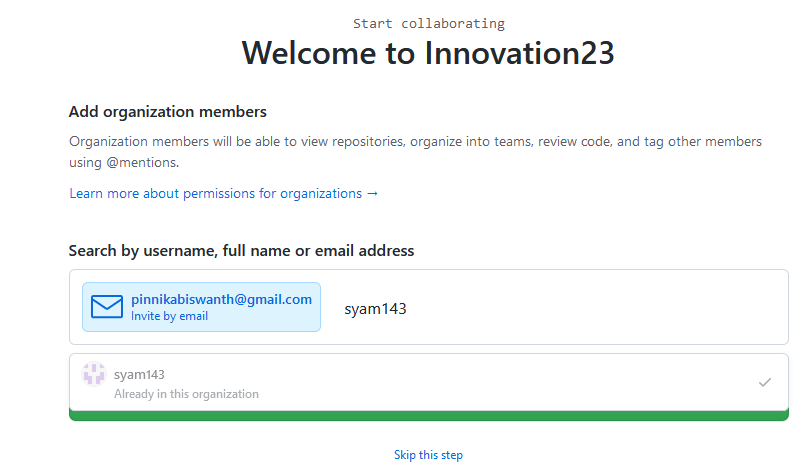 Start collaborating
Welcome to Innovation23
Add organization members
Organization members will be able to view repositories, organize into teams, review code, and tag other members
using @mentions.
Learn more about permissions for organizations →
Search by username, full name or email address
pinnikabiswanth@gmail.com
Invite by email
syam143
syam143
Already in this organization
Skip this step